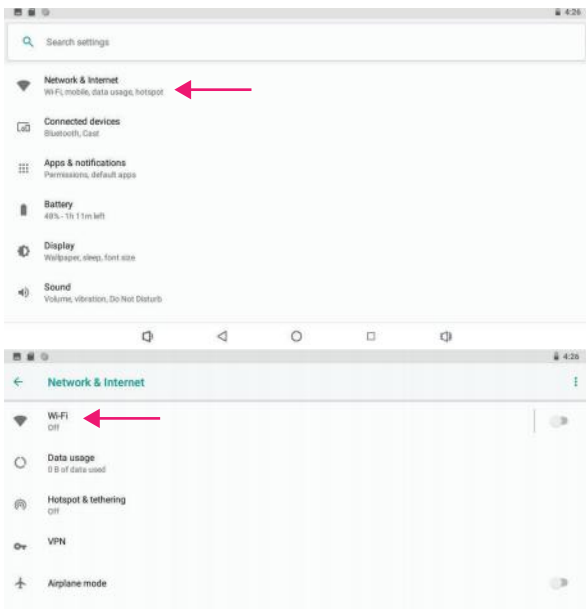 4:26
Search settings
Network & Internet
Wi-Fi, mobile, data usage, hotspot
Connected devices
Bluetooth, Cast
Apps & notifications
Permissions, default apps
Battery
48% - 1h 11m left
Display
Wallpaper, sleep, font size
Sound
Volume, vibration, Do Not Disturb
4:26
Network & Internet
Wi-Fi
Off
Data usage
0 B of data used
Hotspot & tethering
Off
VPN
Airplane mode